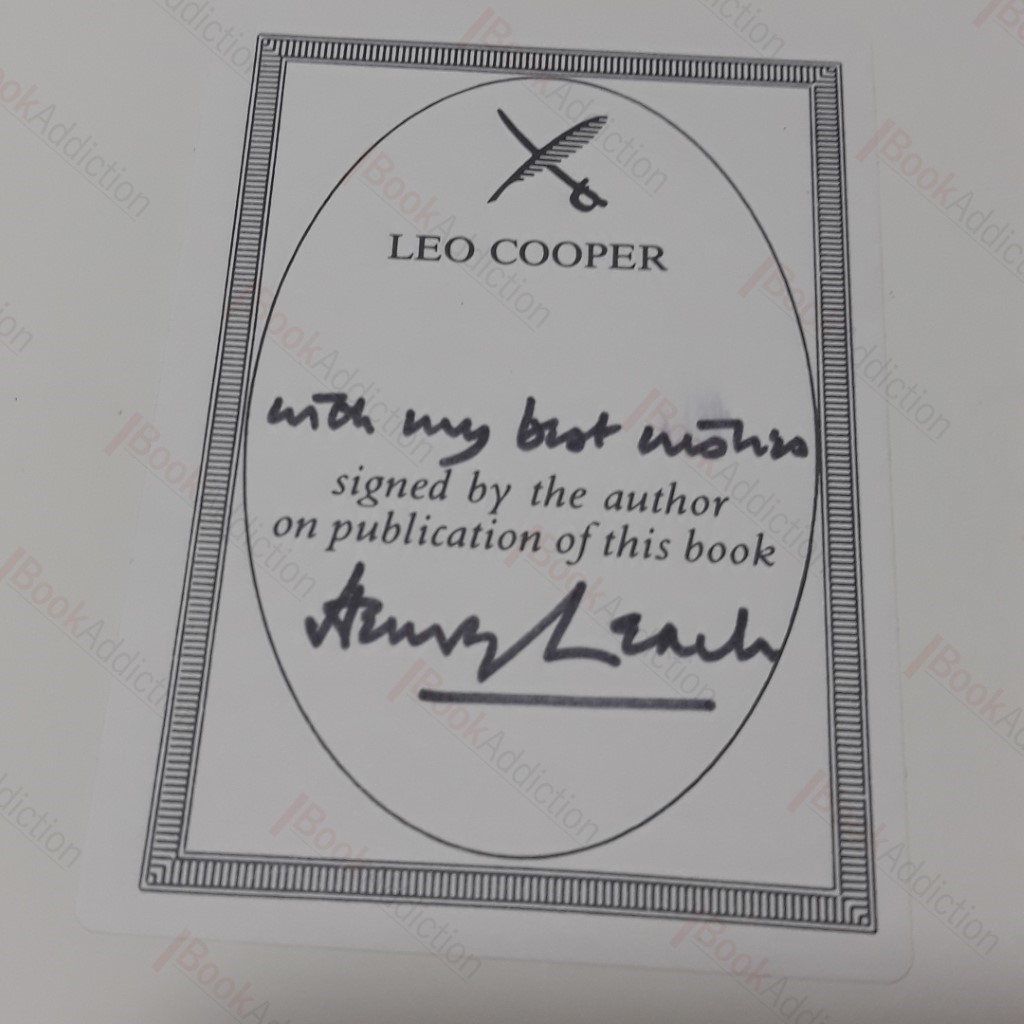 LEO COOPER
with my best wishes
signed by the author
on publication of this book
Henry Leach
BookAddiction